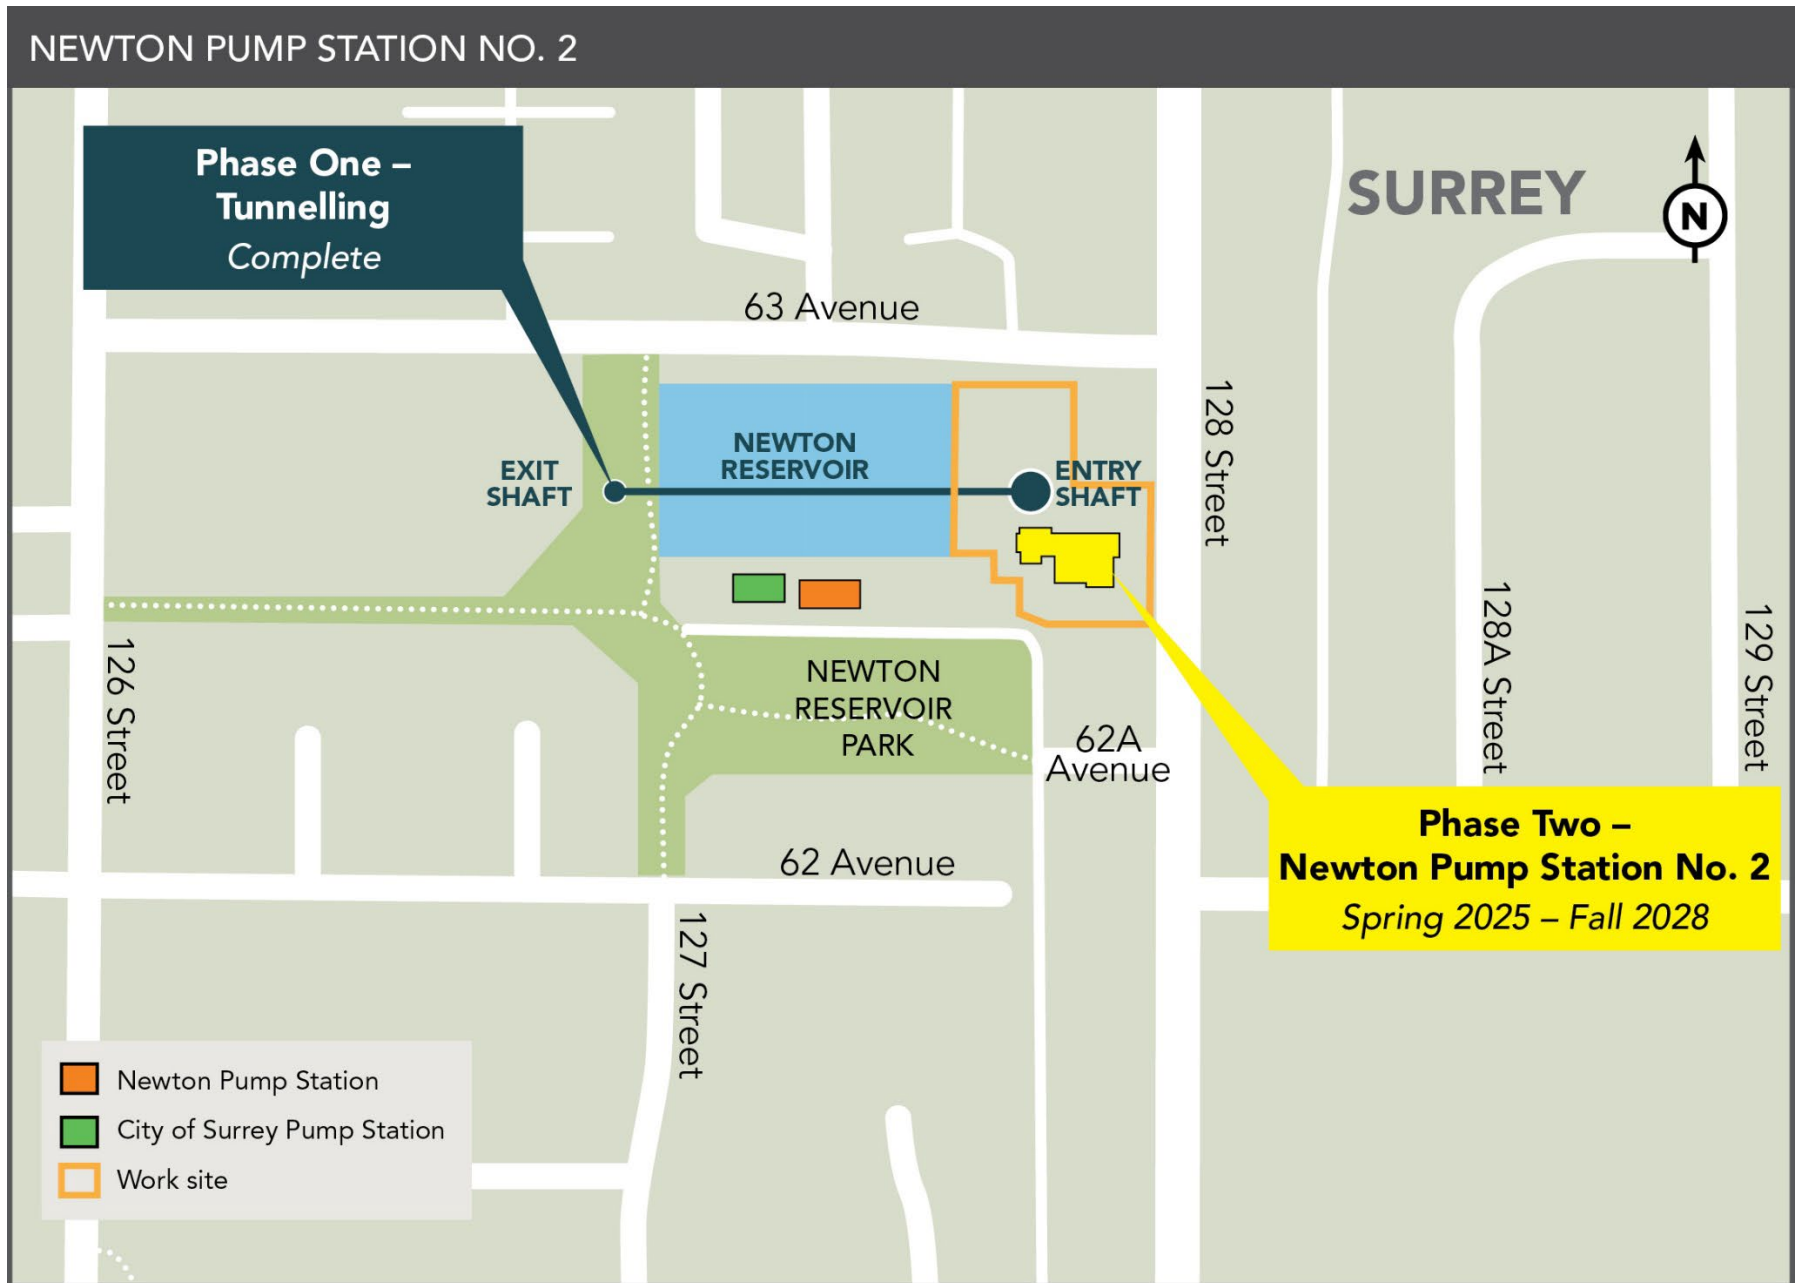 NEWTON PUMP STATION NO. 2
Phase One –
Tunnelling
Complete
SURREY
N
63 Avenue
128 Street
NEWTON
RESERVOIR
EXIT
SHAFT
ENTRY
SHAFT
126 Street
NEWTON
RESERVOIR
PARK
62A
Avenue
128A Street
129 Street
Phase Two –
Newton Pump Station No. 2
Spring 2025 – Fall 2028
62 Avenue
127 Street
Newton Pump Station
City of Surrey Pump Station
Work site